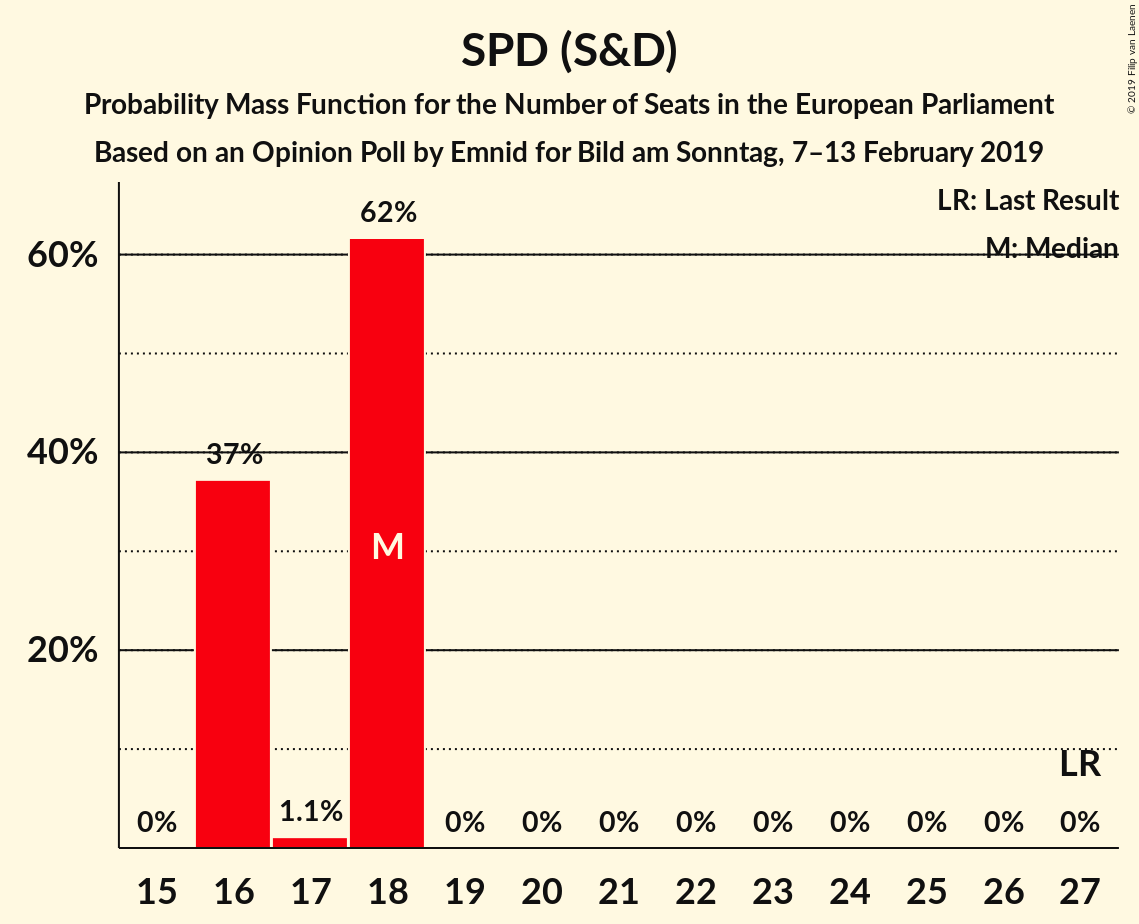 SPD (S&D)
Probability Mass Function for the Number of Seats in the European Parliament
Based on an Opinion Poll by Emnid for Bild am Sonntag, 7–13 February 2019
© 2019 Filip van Laenen
LR: Last Result
M: Median
62%
60%
37%
40%
M
20%
LR
0%
1.1%
0% 0% 0% 0% 0% 0% 0% 0% 0%
15 16 17 18 19 20 21 22 23 24 25 26 27